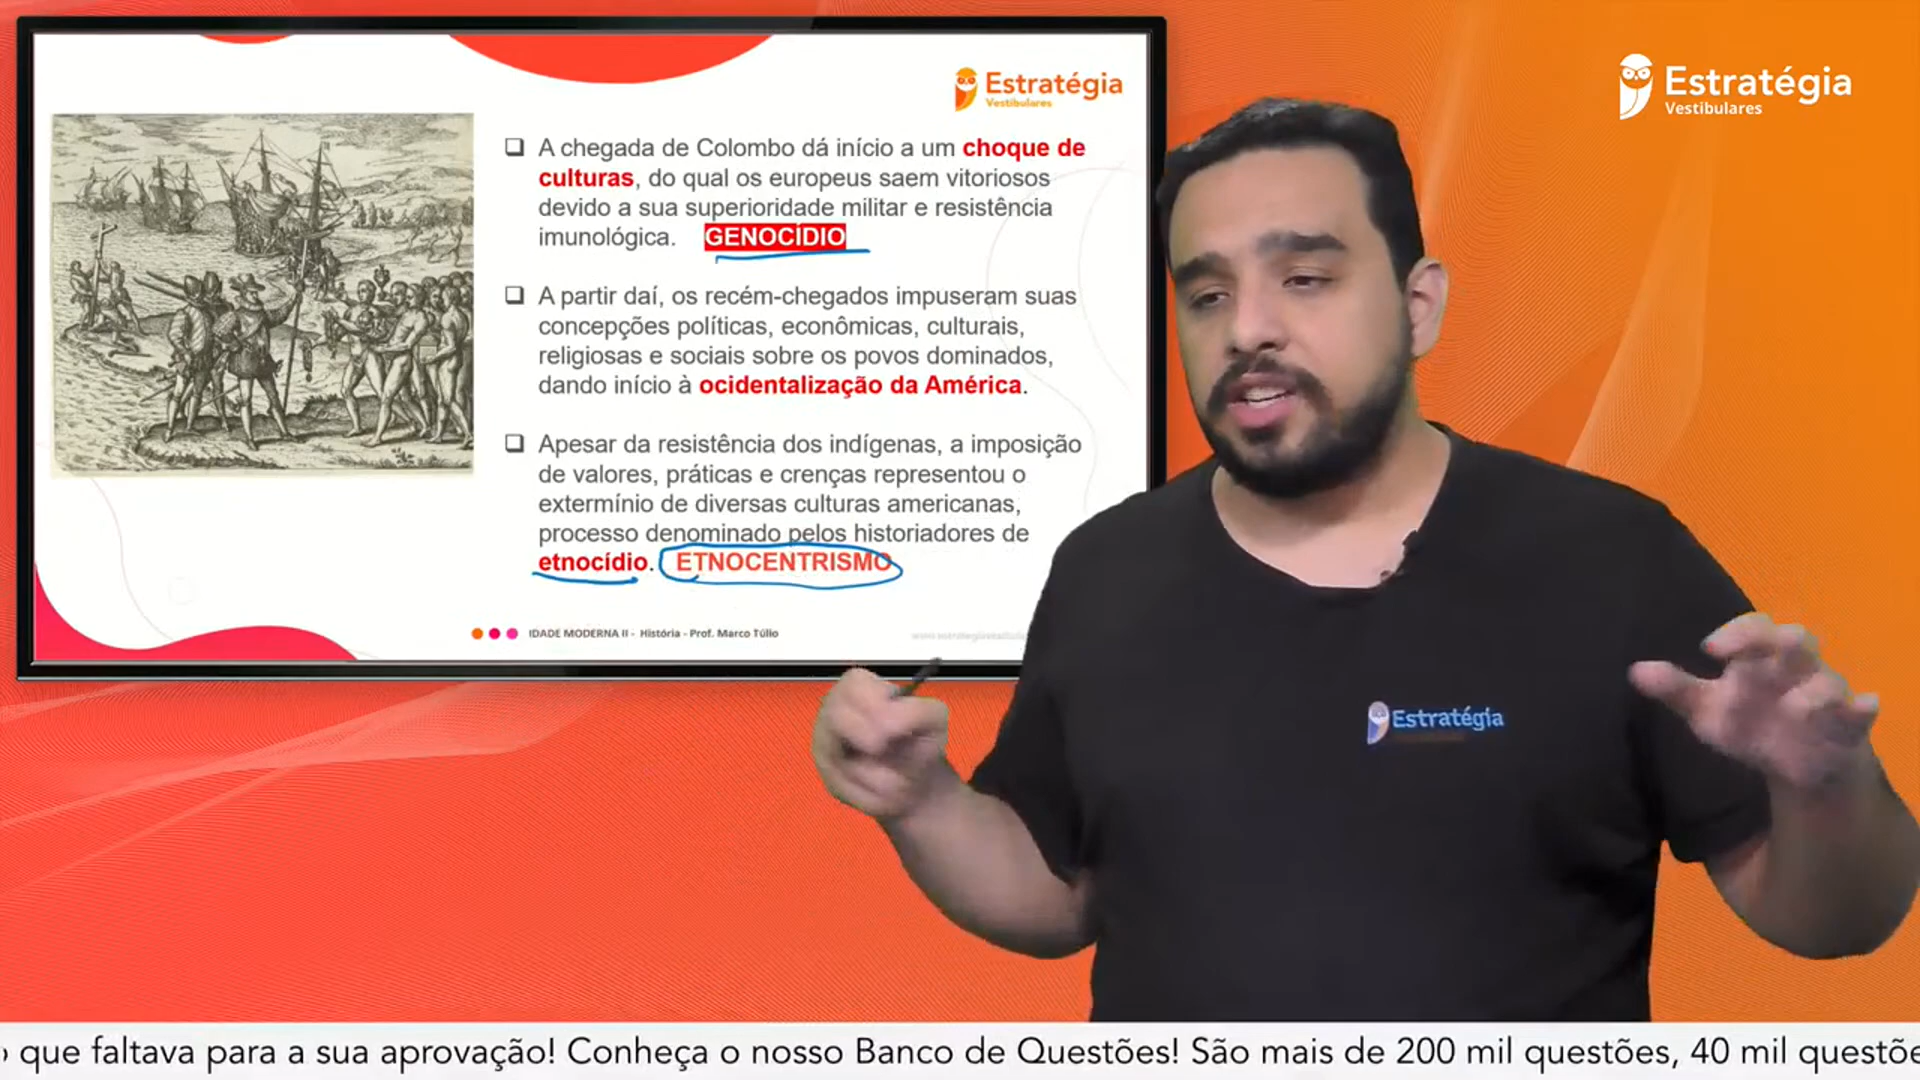 Estratégia
Vestibulares
A chegada de Colombo dá início a um choque de
culturas, do qual os europeus saem vitoriosos
devido a sua superioridade militar e resistência
imunológica. GENOCÍDIO
A partir daí, os recém-chegados impuseram suas
concepções políticas, econômicas, culturais,
religiosas e sociais sobre os povos dominados,
dando início à ocidentalização da América.
Apesar da resistência dos indígenas, a imposição
de valores, práticas e crenças representou o
extermínio de diversas culturas americanas,
processo denominado pelos historiadores de
etnocídio. ETNOCENTRISMO
IDADE MODERNA II - História - Prof. Marco Túlio
Estratégia
Vestibulares
Estratégia
que faltava para a sua aprovação! Conheça o nosso Banco de Questões! São mais de 200 mil questões, 40 mil